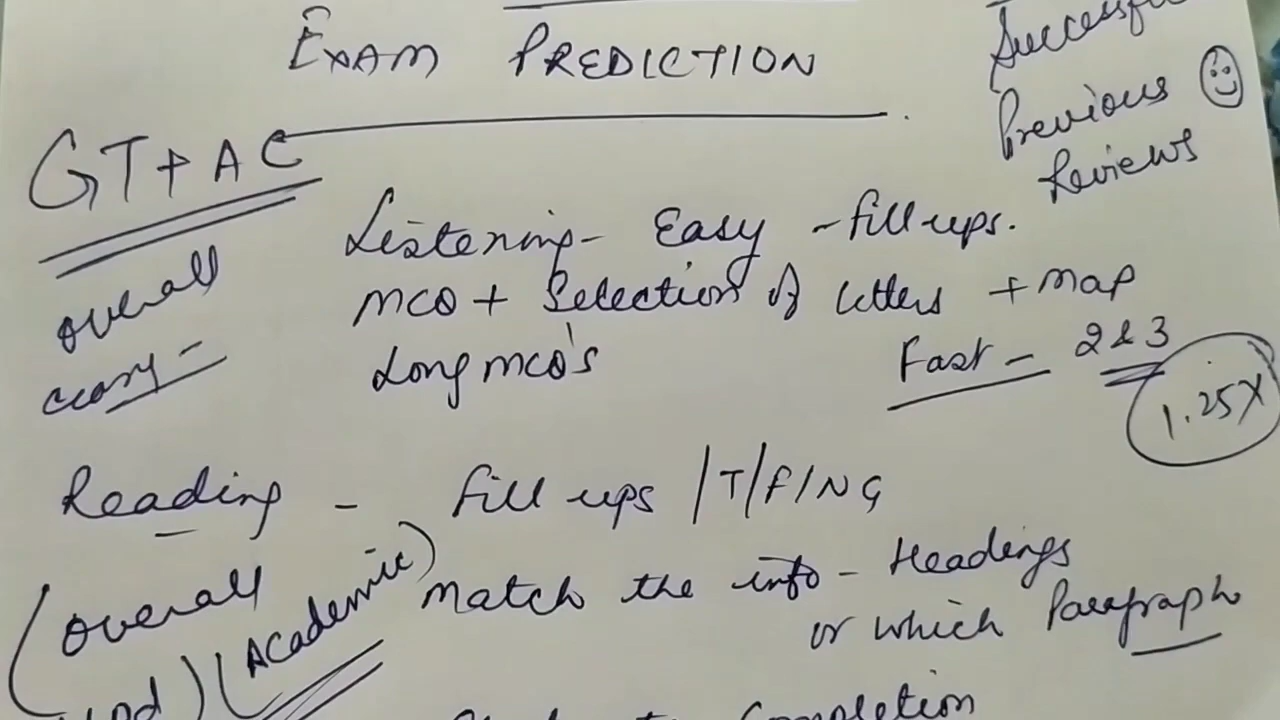 EXAM PREDICTION
Successful
Previous
Reviews
GT + AC
Listening - Easy - fill-ups.
MCQ + Selection of letters + Map
Long MCQ's
Fast - 2 & 3
1.25X
overall
easy -
Reading - fill ups / T/F/NG
Match the info - Headings
or which Paragraph
(overall
(Academic)
Completion